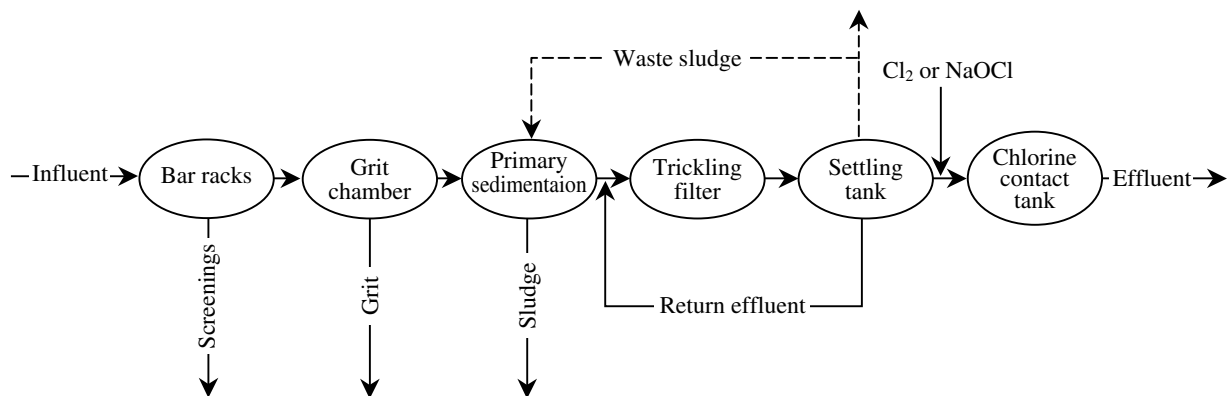 Waste sludge
Cl₂ or NaOCl
Influent
Bar racks
Grit
chamber
Primary
sedimentaion
Trickling
filter
Settling
tank
Chlorine
contact
tank
Effluent
Screenings
Grit
Sludge
Return effluent